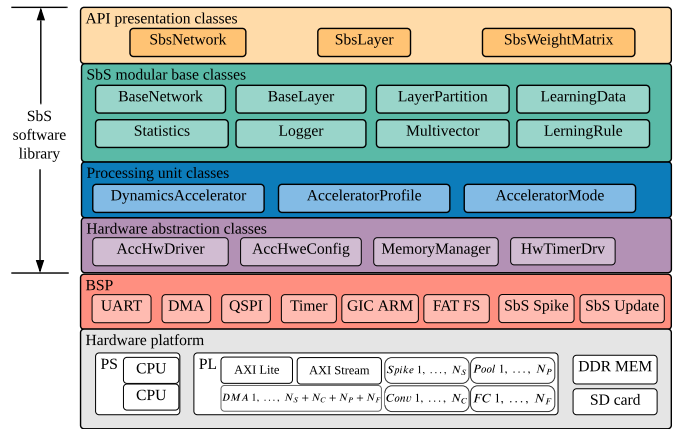 API presentation classes
SbsNetwork SbsLayer SbsWeightMatrix
SbS modular base classes
BaseNetwork BaseLayer LayerPartition LearningData
Statistics Logger Multivector LerningRule
SbS
software
library
Processing unit classes
DynamicsAccelerator AcceleratorProfile AcceleratorMode
Hardware abstraction classes
AccHwDriver AccHweConfig MemoryManager HwTimerDrv
BSP
UART DMA QSPI Timer GIC ARM FAT FS SbS Spike SbS Update
Hardware platform
PS CPU PL AXI Lite AXI Stream Spike 1, …, N_S Pool 1, …, N_P DDR MEM
CPU DMA 1, …, N_S + N_C + N_P + N_F Conv 1, …, N_C FC 1, …, N_F SD card